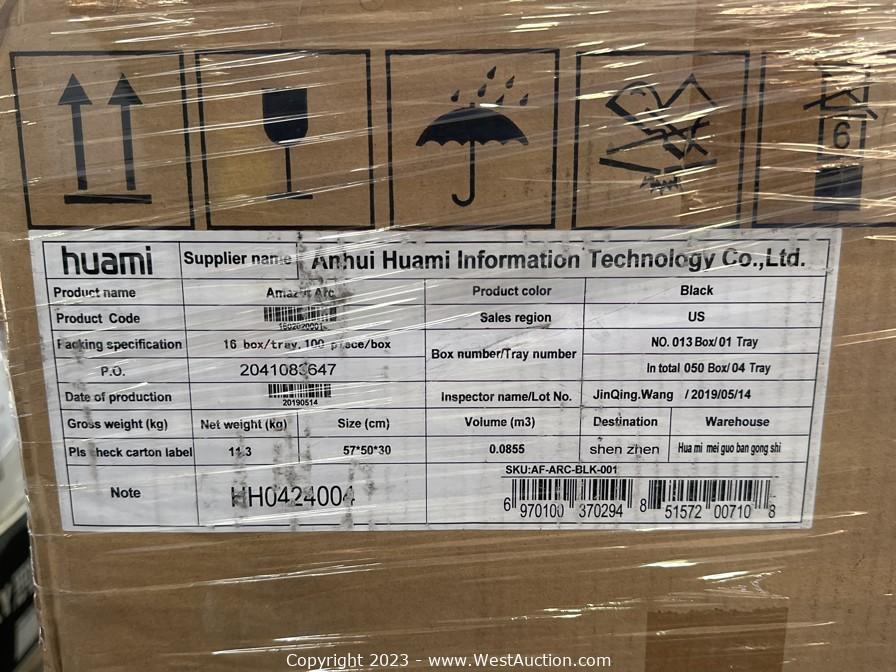 6
huami Supplier name Anhui Huami Information Technology Co.,Ltd.
Product name Amazfit Arc Product color Black
Product Code Sales region US
Packing specification 16 box/tray, 100 piece/box Box number/Tray number NO. 013 Box/ 01 Tray
P.O. 2041083647 In total 050 Box/ 04 Tray
Date of production 20190514 Inspector name/Lot No. JinQing.Wang / 2019/05/14
Gross weight (kg) Net weight (kg) Size (cm) Volume (m3) Destination Warehouse
Pls check carton label 11.3 57*50*30 0.0855 shen zhen Hua mi mei guo ban gong shi
Note HH0424004 SKU:AF-ARC-BLK-001
6 970100 370294 8 51572 00710 8
Copyright 2023 - www.WestAuction.com